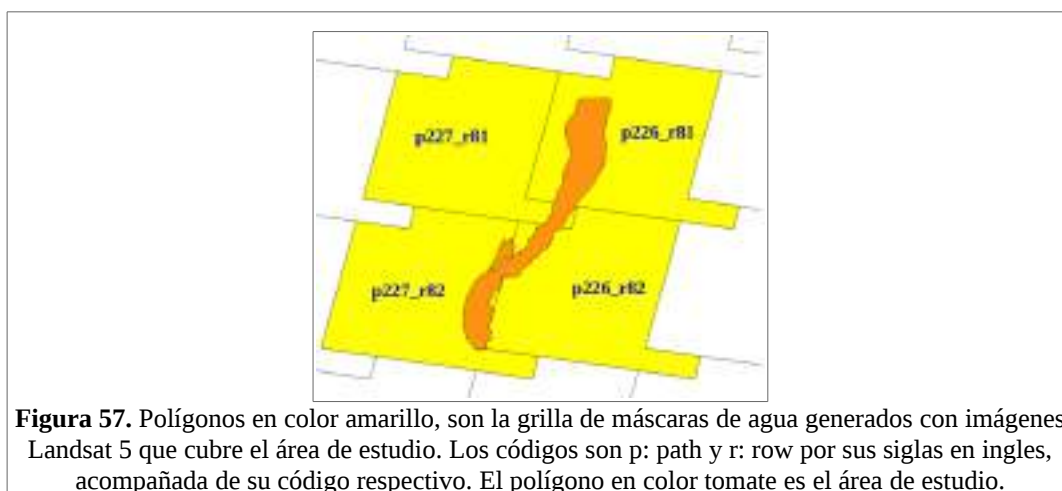 p227_r81
p226_r81
p227_r82
p226_r82
Figura 57. Polígonos en color amarillo, son la grilla de máscaras de agua generados con imágenes
Landsat 5 que cubre el área de estudio. Los códigos son p: path y r: row por sus siglas en ingles,
acompañada de su código respectivo. El polígono en color tomate es el área de estudio.